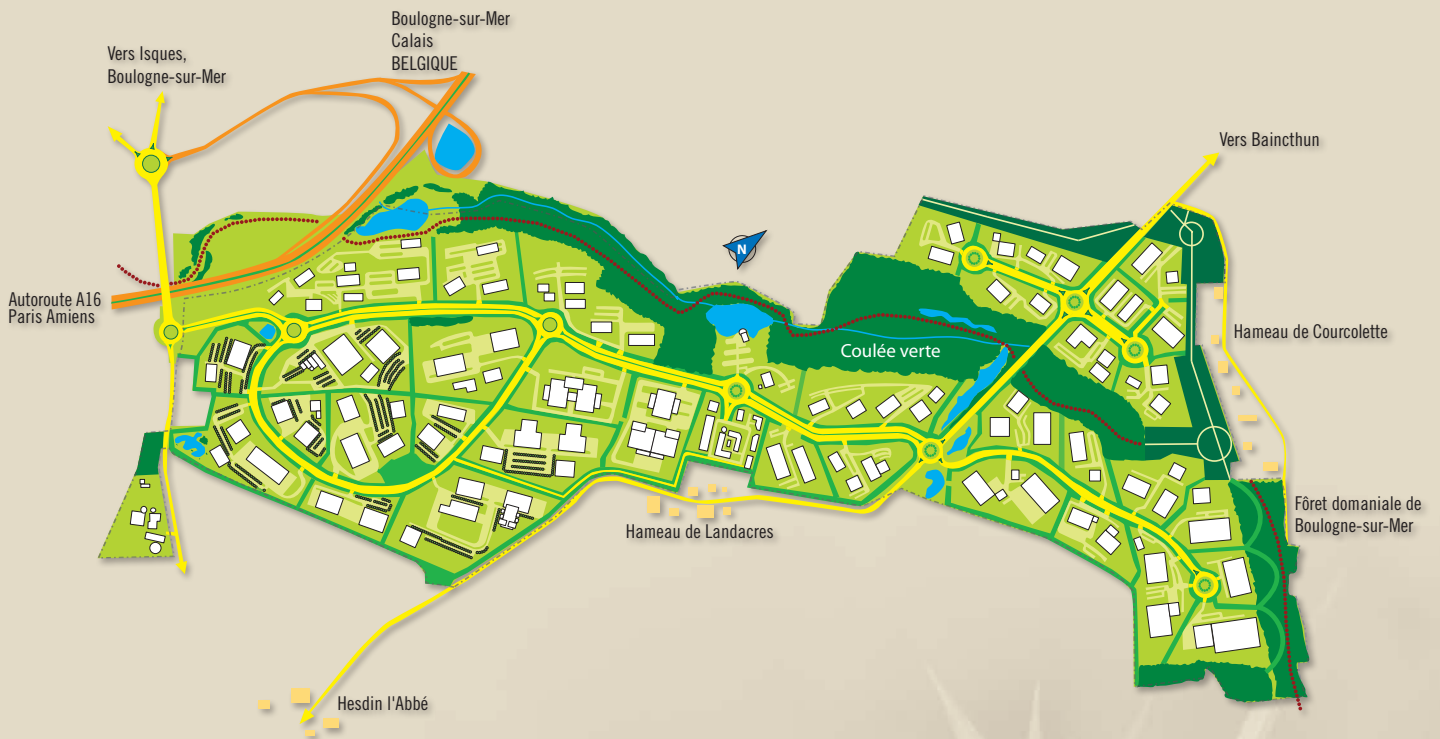 Boulogne-sur-Mer
Calais
BELGIQUE
Vers Isques,
Boulogne-sur-Mer
Vers Baincthun
N
Autoroute A16
Paris Amiens
Hameau de Courcolette
Coulée verte
Fôret domaniale de
Boulogne-sur-Mer
Hameau de Landacres
Hesdin l'Abbé